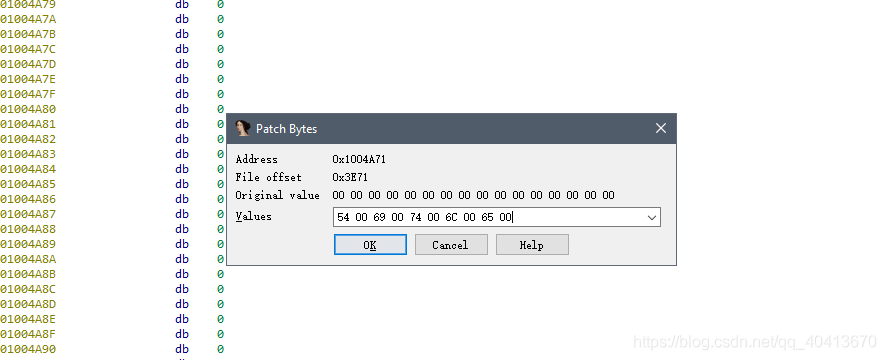 01004A79 db 0
01004A7A db 0
01004A7B db 0
01004A7C db 0
01004A7D db 0
01004A7E db 0
01004A7F db 0
01004A80 db 0
01004A81 db 0
01004A82 db 0
01004A83 db 0
01004A84 db 0
01004A85 db 0
01004A86 db 0
01004A87 db 0
01004A88 db 0
01004A89 db 0
01004A8A db 0
01004A8B db 0
01004A8C db 0
01004A8D db 0
01004A8E db 0
01004A8F db 0
01004A90 db 0
Patch Bytes
Address 0x1004A71
File offset 0x3E71
Original value 00 00 00 00 00 00 00 00 00 00 00 00 00 00 00 00
Values 54 00 69 00 74 00 6C 00 65 00
OK Cancel Help
https://blog.csdn.net/qq_40413670